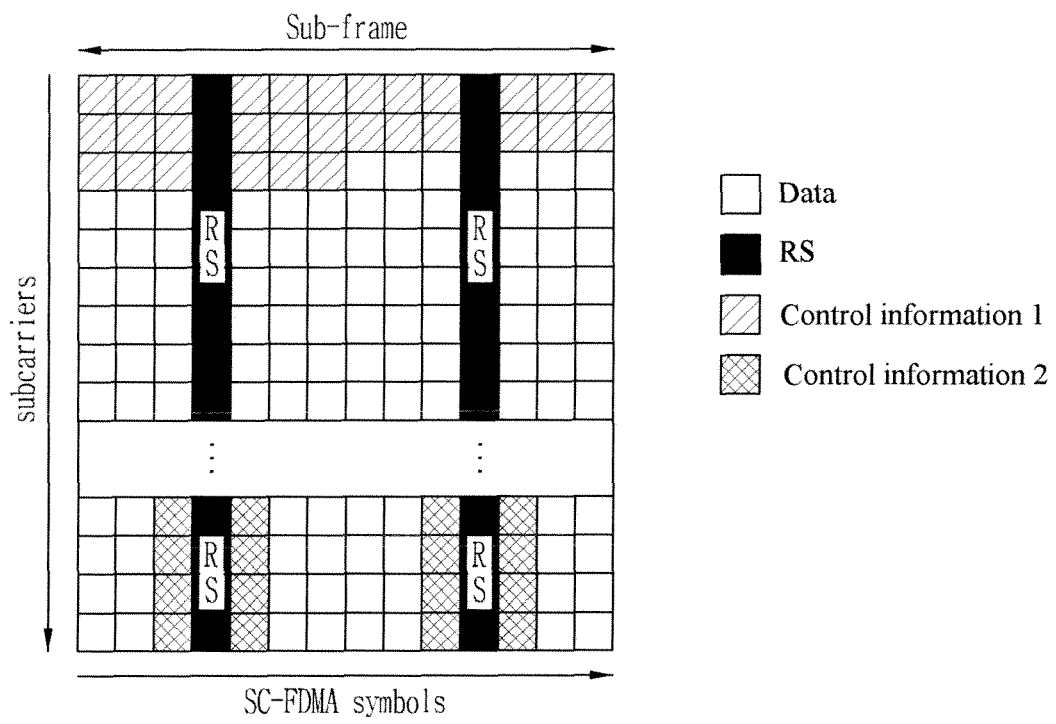 Sub-frame
subcarriers
R
S
R
S
Data
RS
Control information 1
Control information 2
...
...
R
S
R
S
SC-FDMA symbols